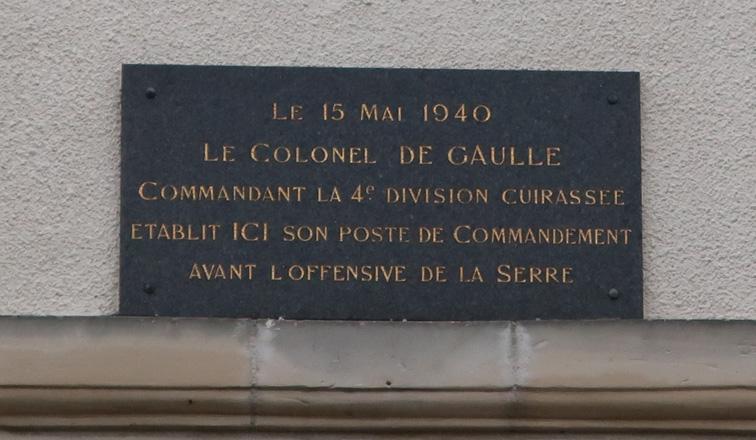 Le 15 Mai 1940
Le Colonel DE GAULLE
Commandant la 4e division cuirassee
etablit ICI son poste de Commandement
avant l'offensive de la Serre